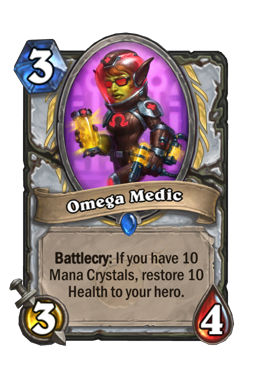 3
Omega Medic
Battlecry: If you have 10
Mana Crystals, restore 10
Health to your hero.
3
4